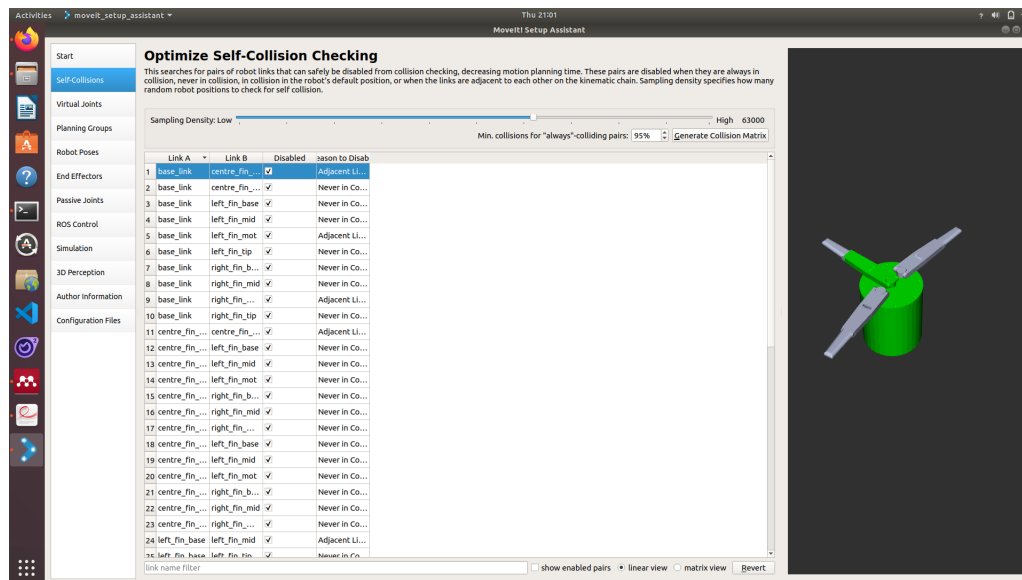 Activities moveit_setup_assistant Thu 21:01
MoveIt! Setup Assistant
Start
Self-Collisions
Virtual Joints
Planning Groups
Robot Poses
End Effectors
Passive Joints
ROS Control
Simulation
3D Perception
Author Information
Configuration Files
Optimize Self-Collision Checking
This searches for pairs of robot links that can safely be disabled from collision checking, decreasing motion planning time. These pairs are disabled when they are always in
collision, never in collision, in collision in the robot's default position, or when the links are adjacent to each other on the kinematic chain. Sampling density specifies how many
random robot positions to check for self collision.
Sampling Density: Low High 63000
Min. collisions for "always"-colliding pairs: 95% Generate Collision Matrix
Link A Link B Disabled eason to Disab
1 base_link centre_fin_... Adjacent Li...
2 base_link centre_fin_... Never in Co...
3 base_link left_fin_base Never in Co...
4 base_link left_fin_mid Never in Co...
5 base_link left_fin_mot Adjacent Li...
6 base_link left_fin_tip Never in Co...
7 base_link right_fin_b... Never in Co...
8 base_link right_fin_mid Never in Co...
9 base_link right_fin_... Adjacent Li...
10 base_link right_fin_tip Never in Co...
11 centre_fin_... centre_fin_... Adjacent Li...
12 centre_fin_... left_fin_base Never in Co...
13 centre_fin_... left_fin_mid Never in Co...
14 centre_fin_... left_fin_mot Never in Co...
15 centre_fin_... right_fin_b... Never in Co...
16 centre_fin_... right_fin_mid Never in Co...
17 centre_fin_... right_fin_... Never in Co...
18 centre_fin_... left_fin_base Never in Co...
19 centre_fin_... left_fin_mid Never in Co...
20 centre_fin_... left_fin_mot Never in Co...
21 centre_fin_... right_fin_b... Never in Co...
22 centre_fin_... right_fin_mid Never in Co...
23 centre_fin_... right_fin_... Never in Co...
24 left_fin_base left_fin_mid Adjacent Li...
25 left_fin_base left_fin_tip Never in Co...
link name filter show enabled pairs linear view matrix view Revert